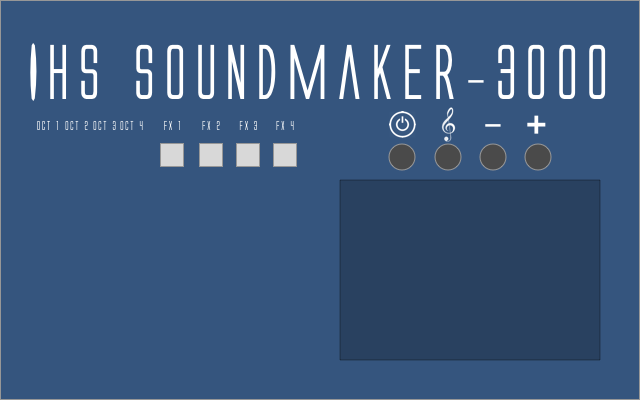 IHS SOUNDMAKER-3000
OCT 1 OCT 2 OCT 3 OCT 4 FX 1 FX 2 FX 3 FX 4 − +